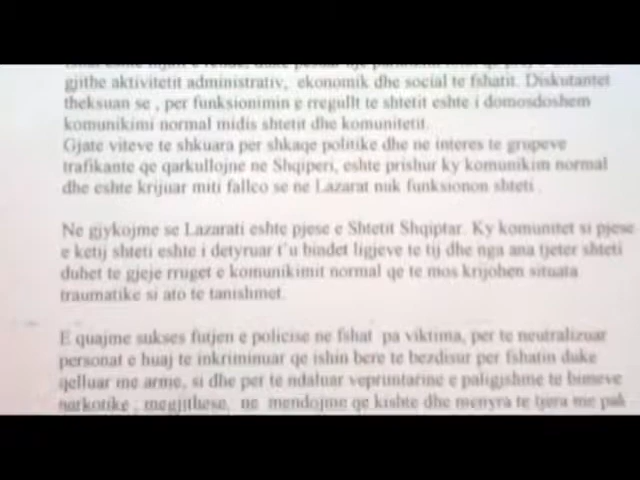 gjithe aktivitetit administrativ, ekonomik dhe social te fshatit. Diskutantet
theksuan se , per funksionimin e rregullt te shtetit eshte i domosdoshem
komunikimi normal midis shtetit dhe komunitetit.
Gjate viteve te shkuara per shkaqe politike dhe ne interes te grupeve
trafikante qe qarkullojne ne Shqiperi, eshte prishur ky komunikim normal
dhe eshte krijuar miti fallco se ne Lazarat nuk funksionon shteti .
Ne gjykojme se Lazarati eshte pjese e Shtetit Shqiptar. Ky komunitet si pjese
e ketij shteti eshte i detyruar t'u bindet ligjeve te tij dhe nga ana tjeter shteti
duhet te gjeje rruget e komunikimit normal qe te mos krijohen situata
traumatike si ato te tanishmet.
E quajme sukses futjen e policise ne fshat pa viktima, per te neutralizuar
personat e huaj te inkriminuar qe ishin bere te bezdisur per fshatin duke
qelluar me arme, si dhe per te ndaluar veprimtarine e paligjshme te bimeve
narkotike , megjithese, ne mendojme qe kishte dhe menyra te tjera me pak